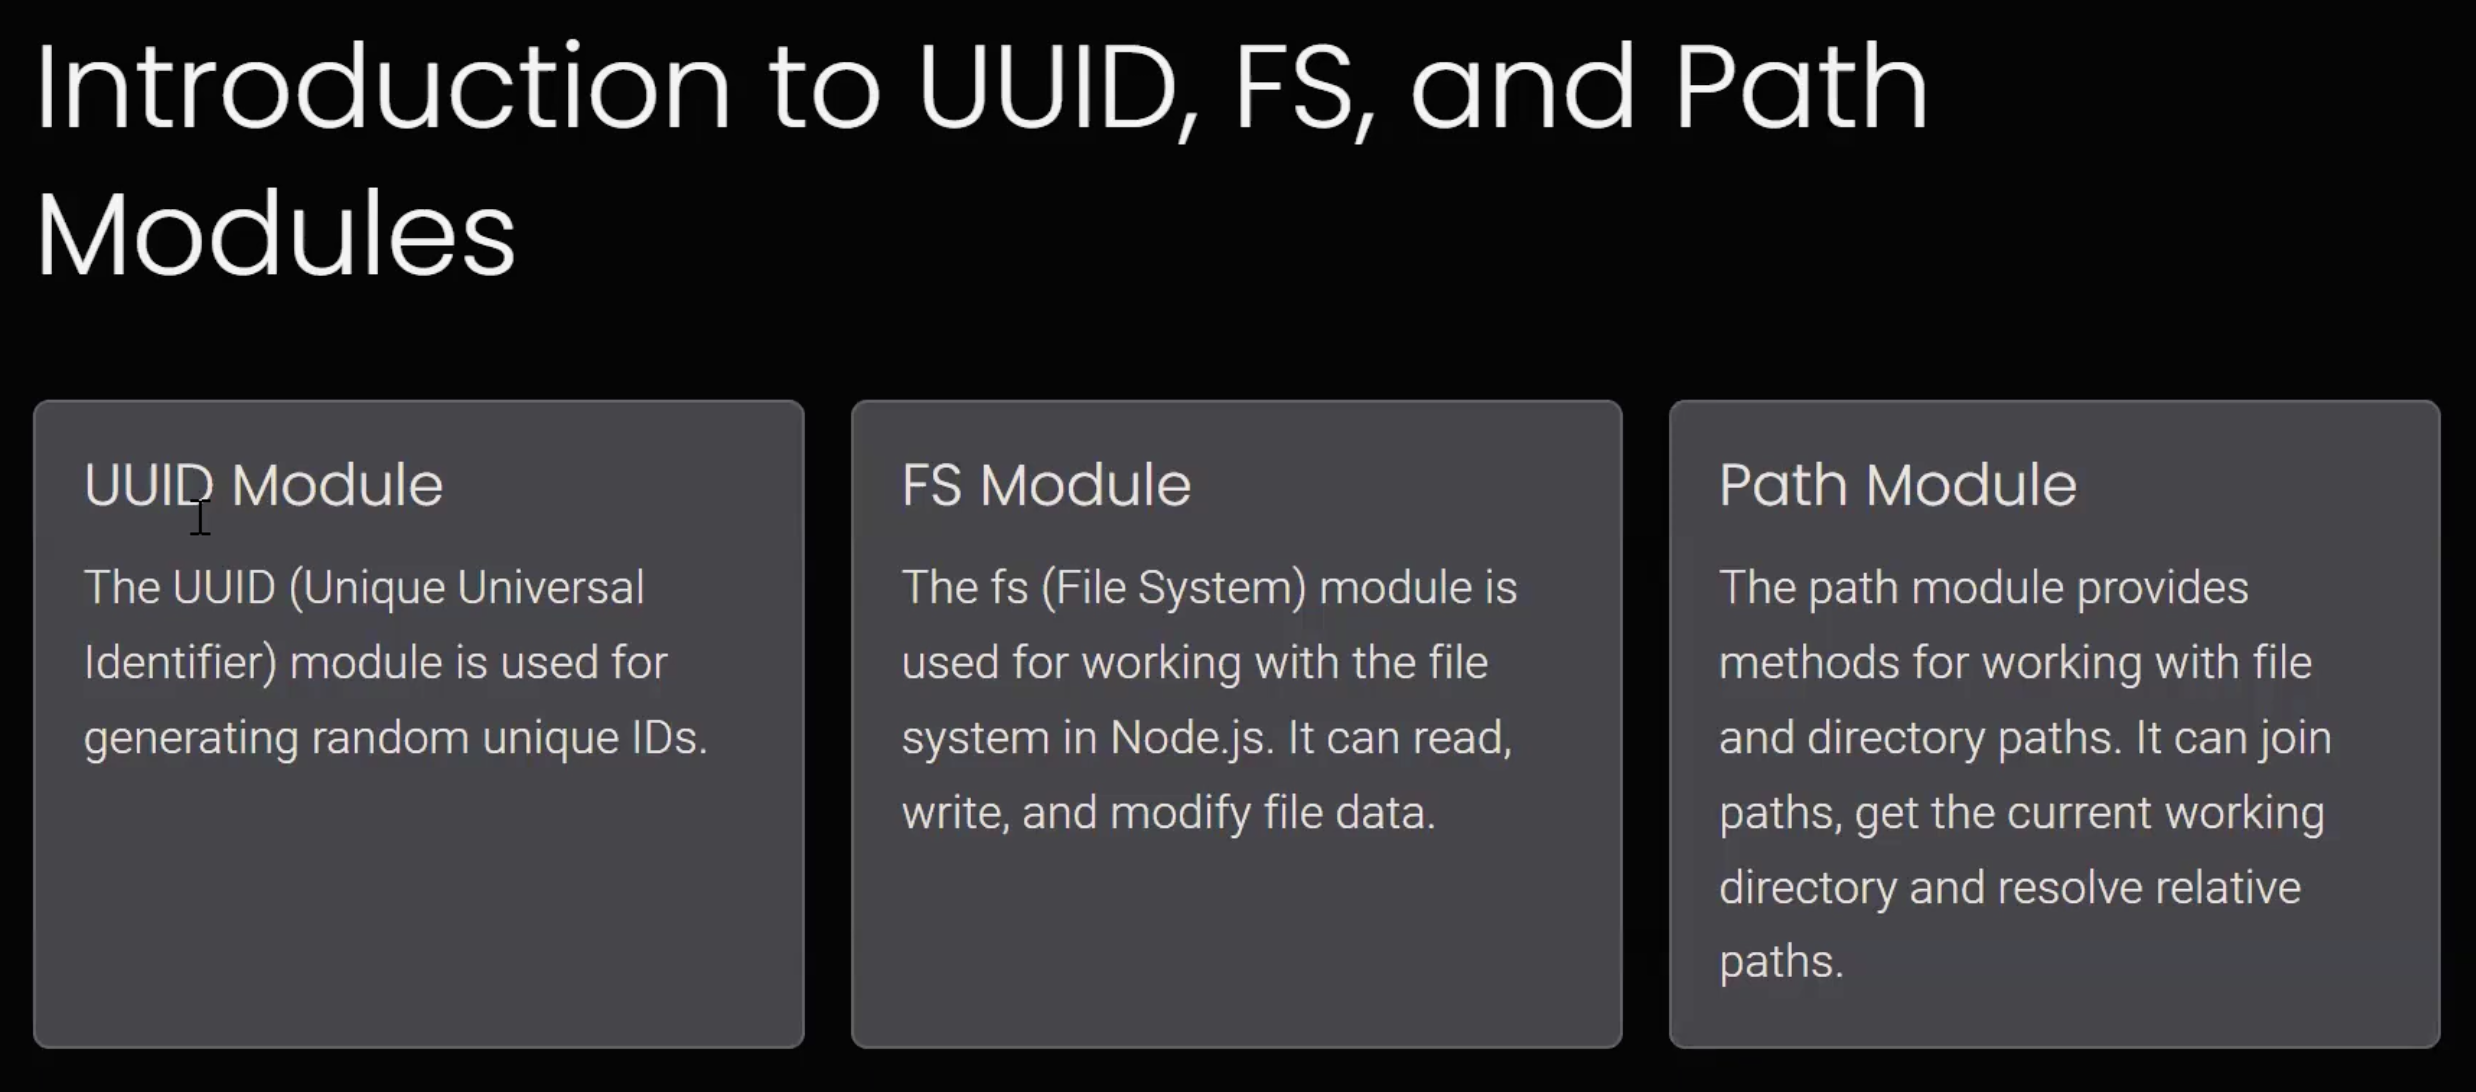 Introduction to UUID, FS, and Path
Modules
UUID Module
The UUID (Unique Universal
Identifier) module is used for
generating random unique IDs.
FS Module
The fs (File System) module is
used for working with the file
system in Node.js. It can read,
write, and modify file data.
Path Module
The path module provides
methods for working with file
and directory paths. It can join
paths, get the current working
directory and resolve relative
paths.